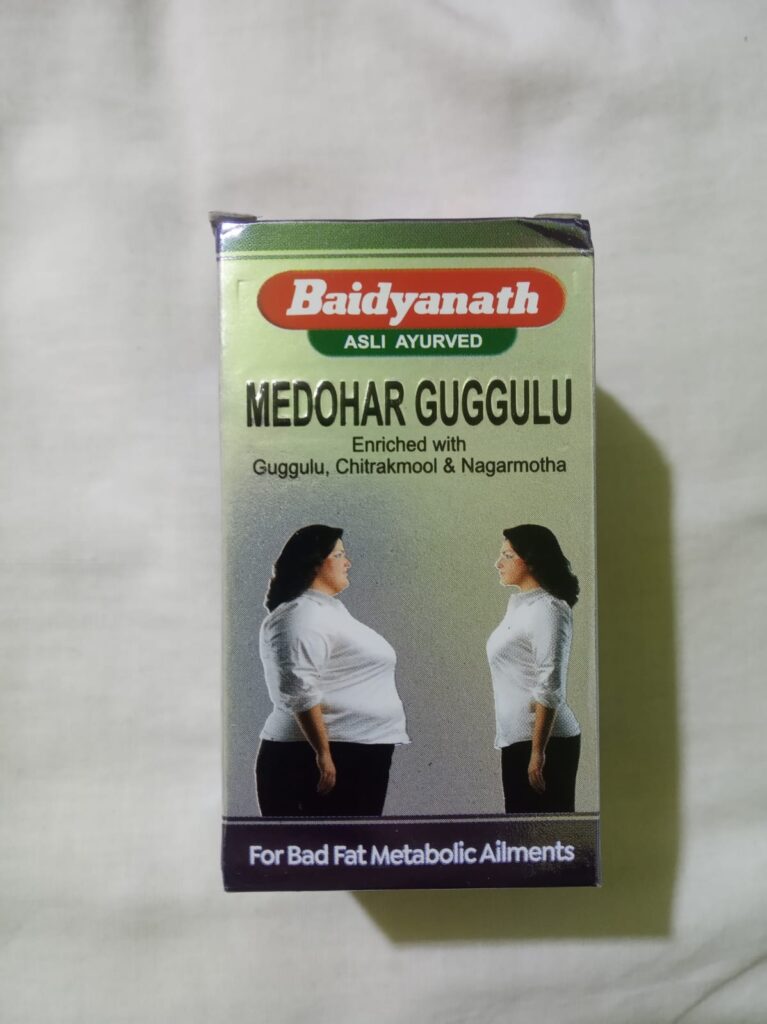 Baidyanath
ASLI AYURVED
MEDOHAR GUGGULU
Enriched with
Guggulu, Chitrakmool & Nagarmotha
For Bad Fat Metabolic Ailments